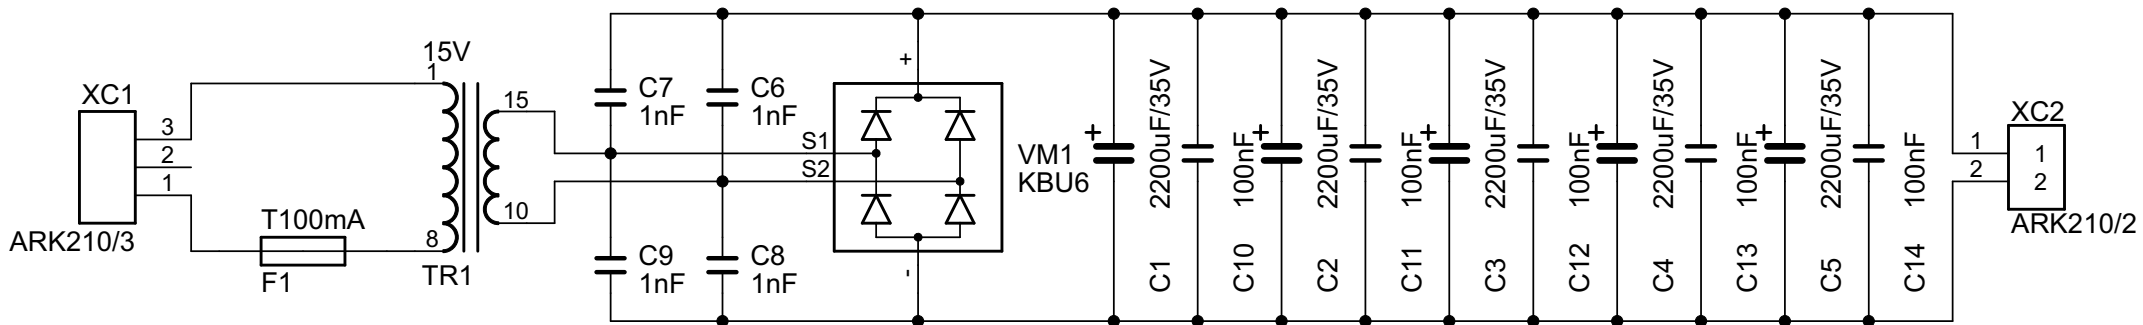 XC1
3
2
1
ARK210/3
T100mA
F1
15V
1
8
TR1
15
10
C7
1nF
C6
1nF
C9
1nF
C8
1nF
S1
S2
+
-
VM1
KBU6
+
C1 2200uF/35V
C10 100nF
+
C2 2200uF/35V
C11 100nF
+
C3 2200uF/35V
C12 100nF
+
C4 2200uF/35V
C13 100nF
+
C5 2200uF/35V
C14 100nF
XC2
1
2
1
2
ARK210/2